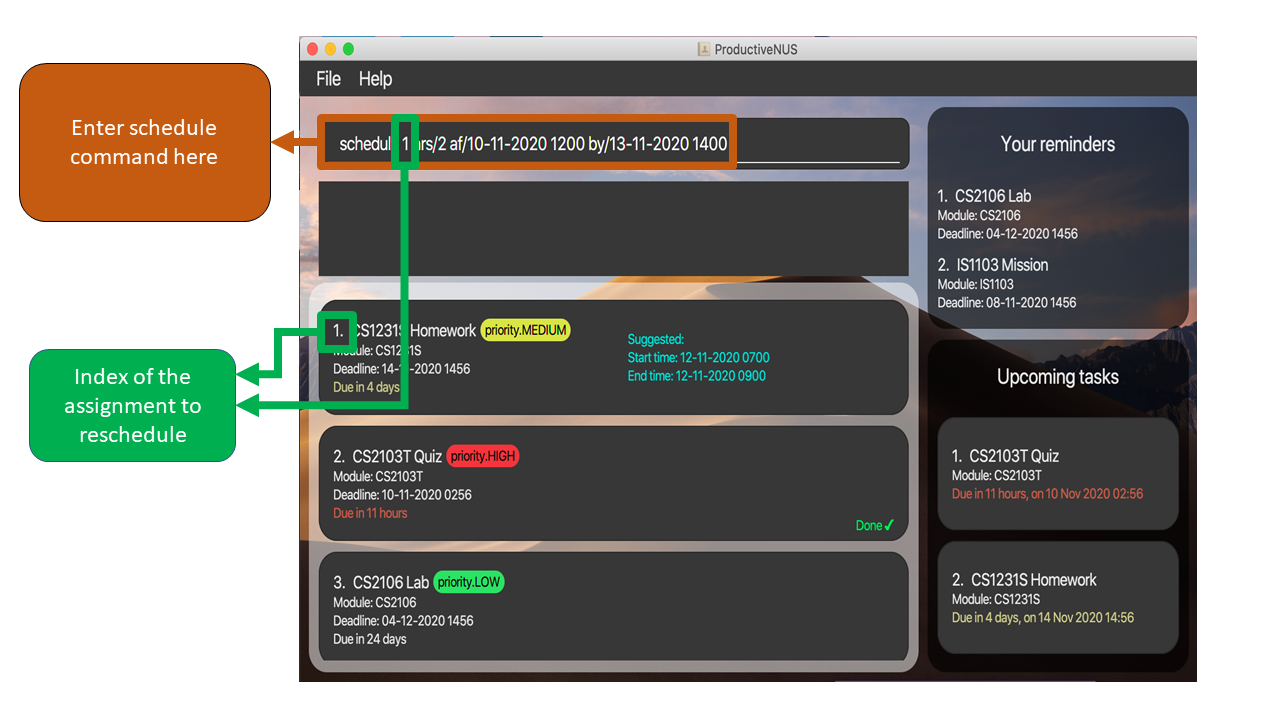 ProductiveNUS
File Help
Enter schedule
command here
schedul 1 hrs/2 af/10-11-2020 1200 by/13-11-2020 1400
1. CS1231S Homework priority.MEDIUM
Module: CS1231S
Deadline: 14-11-2020 1456
Due in 4 days
Suggested:
Start time: 12-11-2020 0700
End time: 12-11-2020 0900
Index of the
assignment to
reschedule
2. CS2103T Quiz priority.HIGH
Module: CS2103T
Deadline: 10-11-2020 0256
Due in 11 hours
Done ✓
3. CS2106 Lab priority.LOW
Module: CS2106
Deadline: 04-12-2020 1456
Due in 24 days
Your reminders
1. CS2106 Lab
Module: CS2106
Deadline: 04-12-2020 1456
2. IS1103 Mission
Module: IS1103
Deadline: 08-11-2020 1456
Upcoming tasks
1. CS2103T Quiz
Module: CS2103T
Due in 11 hours, on 10 Nov 2020 02:56
2. CS1231S Homework
Module: CS1231S
Due in 4 days, on 14 Nov 2020 14:56